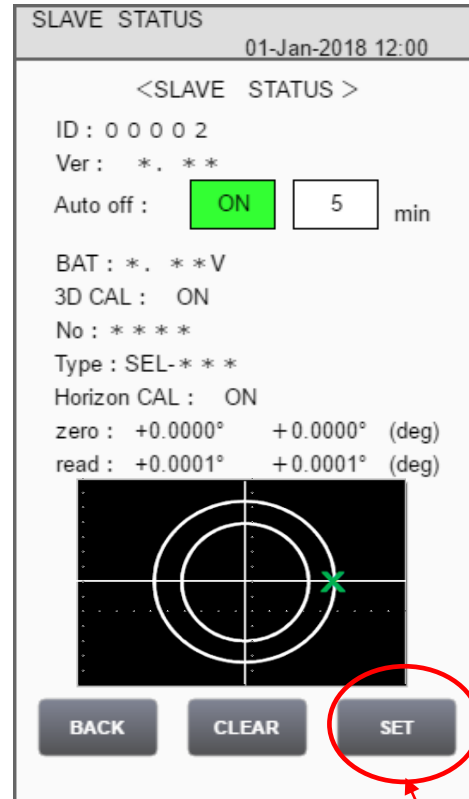 SLAVE STATUS
01-Jan-2018 12:00
<SLAVE STATUS>
ID : 0 0 0 0 2
Ver : *. * *
Auto off : ON 5 min
BAT : *. * * V
3D CAL : ON
No : * * * *
Type : SEL-* * *
Horizon CAL : ON
zero : +0.0000° +0.0000° (deg)
read : +0.0001° +0.0001° (deg)
BACK CLEAR SET